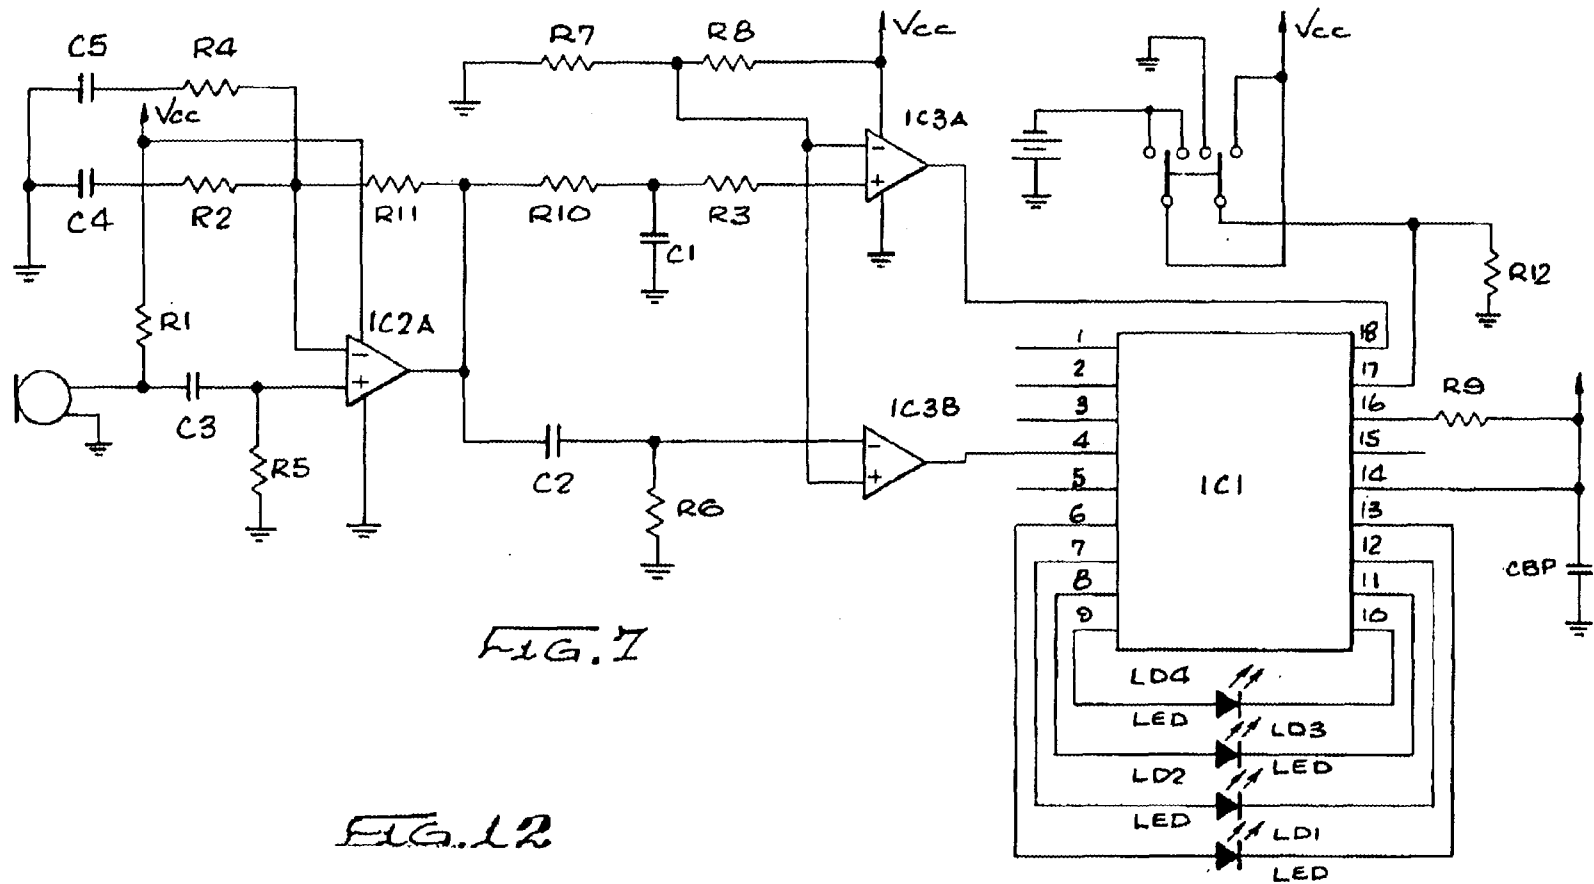 C5
R4
Vcc
C4
R2
R11
R1
IC2A
C3
R5
R7
R8
Vcc
IC3A
R10
R3
C1
C2
R6
IC3B
Vcc
R12
1
2
3
4
5
6
7
8
9
IC1
18
17
16
15
14
13
12
11
10
R9
CBP
LD4
LED
LD3
LED
LD2
LED
LD1
LED
FIG. 7
FIG. 12